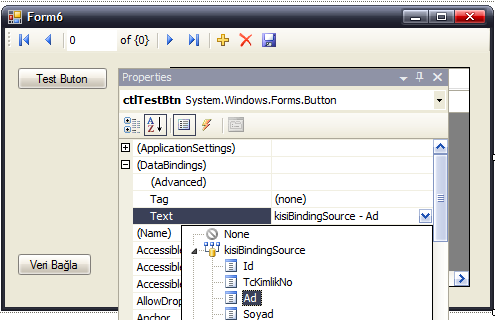 Form6
0 of {0}
Test Buton
Properties
ctlTestBtn System.Windows.Forms.Button
(ApplicationSettings)
(DataBindings)
(Advanced)
Tag (none)
Text kisiBindingSource - Ad
(Name)
None
Accessible
kisiBindingSource
Veri Bağla
Accessible
Id
Accessible
TcKimlikNo
AllowDrop
Ad
Anchor
Soyad